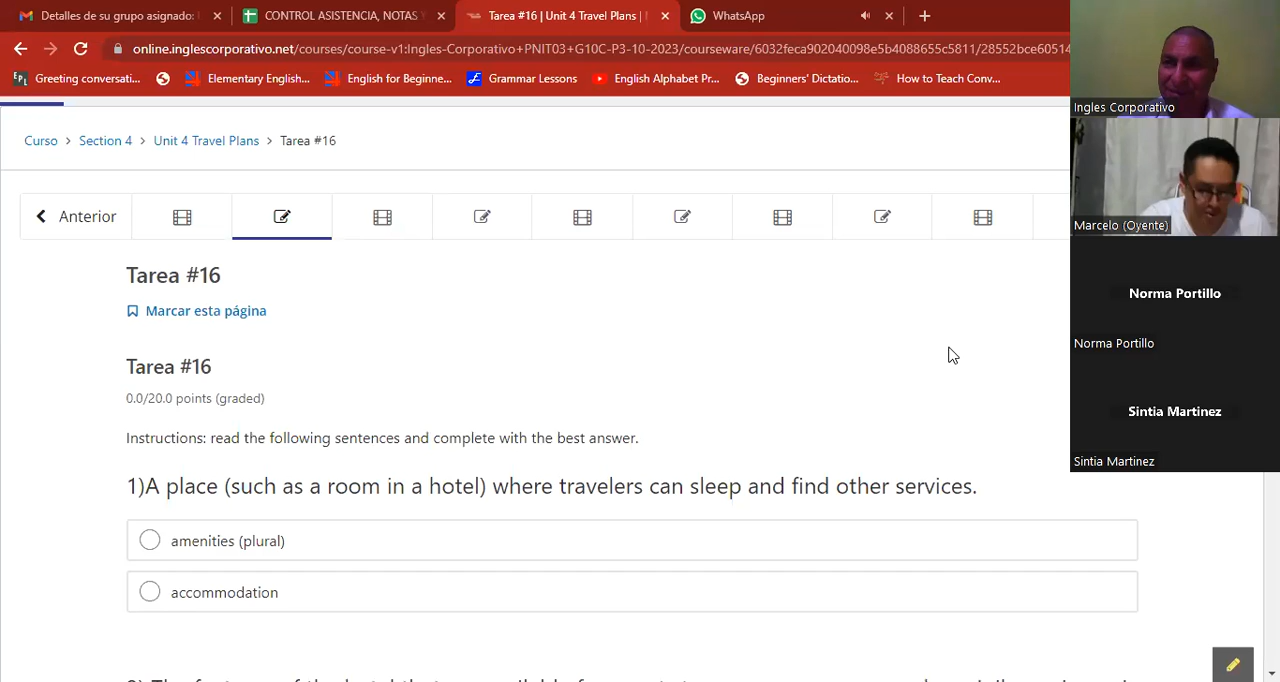 Detalles de su grupo asignado:
CONTROL ASISTENCIA, NOTAS Y
Tarea #16 | Unit 4 Travel Plans |
WhatsApp
online.inglescorporativo.net/courses/course-v1:Ingles-Corporativo+PNIT03+G10C-P3-10-2023/courseware/6032feca902040098e5b4088655c5811/28552bce60514
Greeting conversati...
Elementary English...
English for Beginne...
Grammar Lessons
English Alphabet Pr...
Beginners' Dictatio...
How to Teach Conv...
Ingles Corporativo
Marcelo (Oyente)
Norma Portillo
Norma Portillo
Sintia Martinez
Sintia Martinez
Curso > Section 4 > Unit 4 Travel Plans > Tarea #16
Anterior
Tarea #16
Marcar esta página
Tarea #16
0.0/20.0 points (graded)
Instructions: read the following sentences and complete with the best answer.
1)A place (such as a room in a hotel) where travelers can sleep and find other services.
amenities (plural)
accommodation